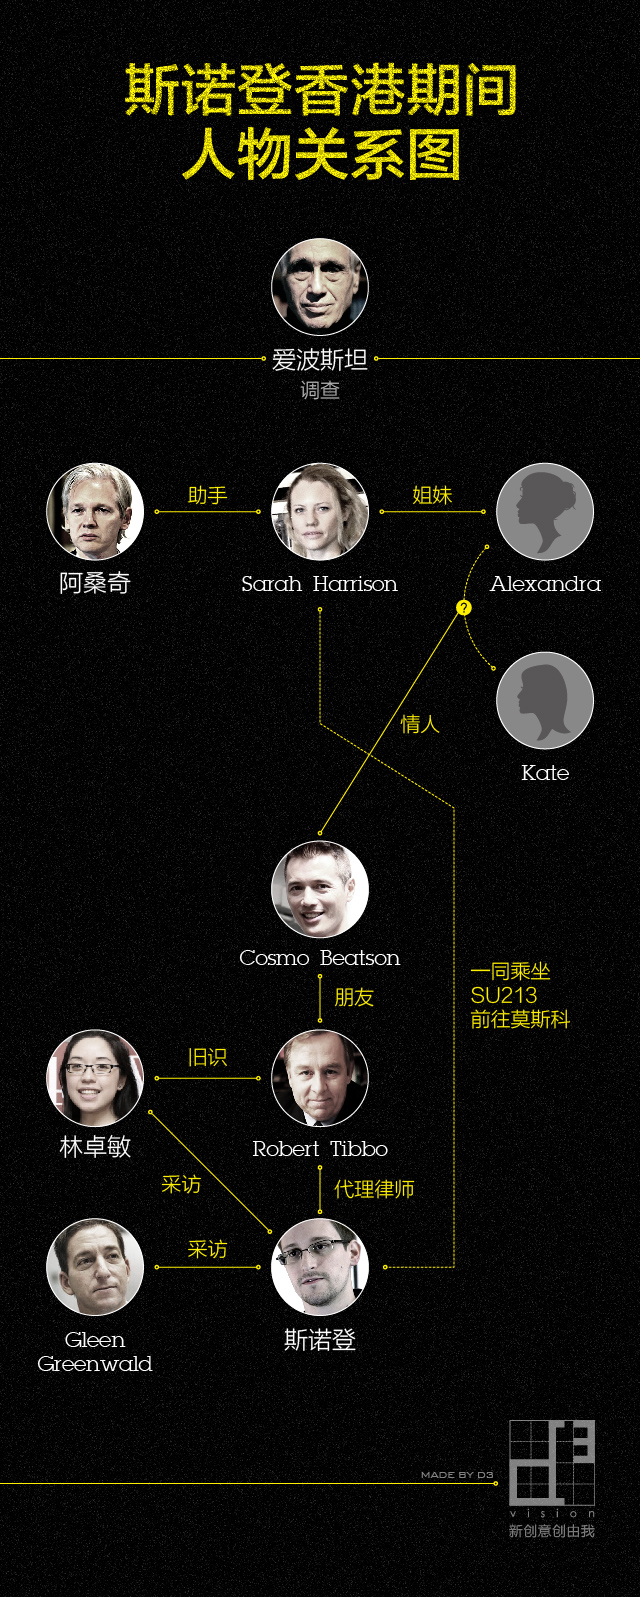 斯诺登香港期间
人物关系图
爱波斯坦
调查
助手
姐妹
阿桑奇
Sarah Harrison
Alexandra
?
情人
Kate
Cosmo Beatson
朋友
一同乘坐
SU213
前往莫斯科
旧识
林卓敏
Robert Tibbo
采访
代理律师
采访
Gleen
Greenwald
斯诺登
MADE BY D3
d3
vision
新创意创由我